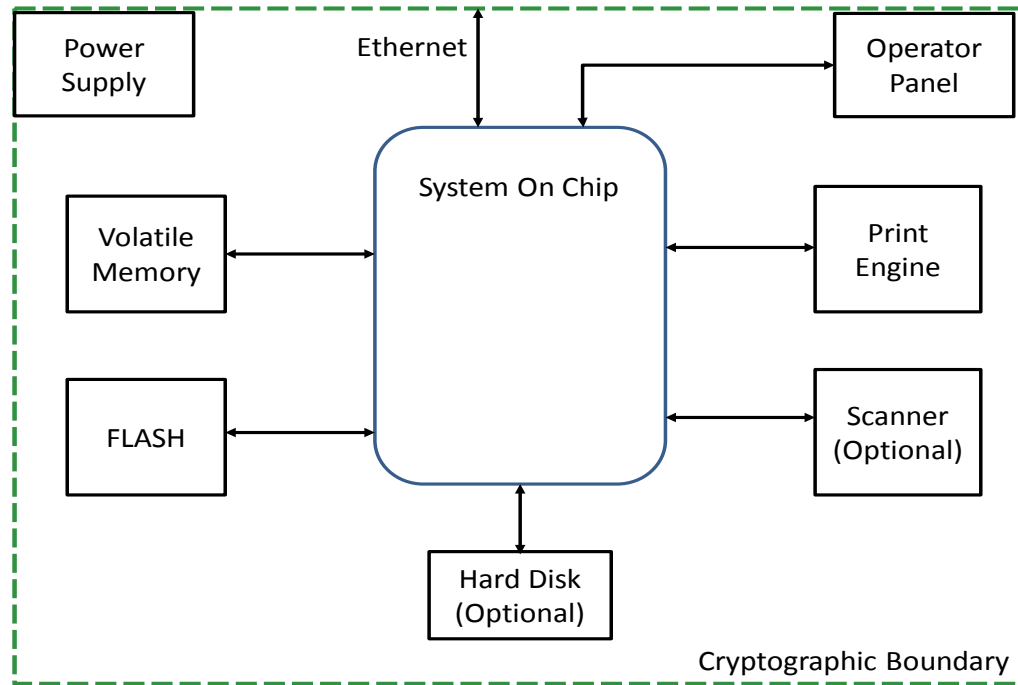 Power
Supply
Ethernet
Operator
Panel
System On Chip
Volatile
Memory
Print
Engine
FLASH
Scanner
(Optional)
Hard Disk
(Optional)
Cryptographic Boundary